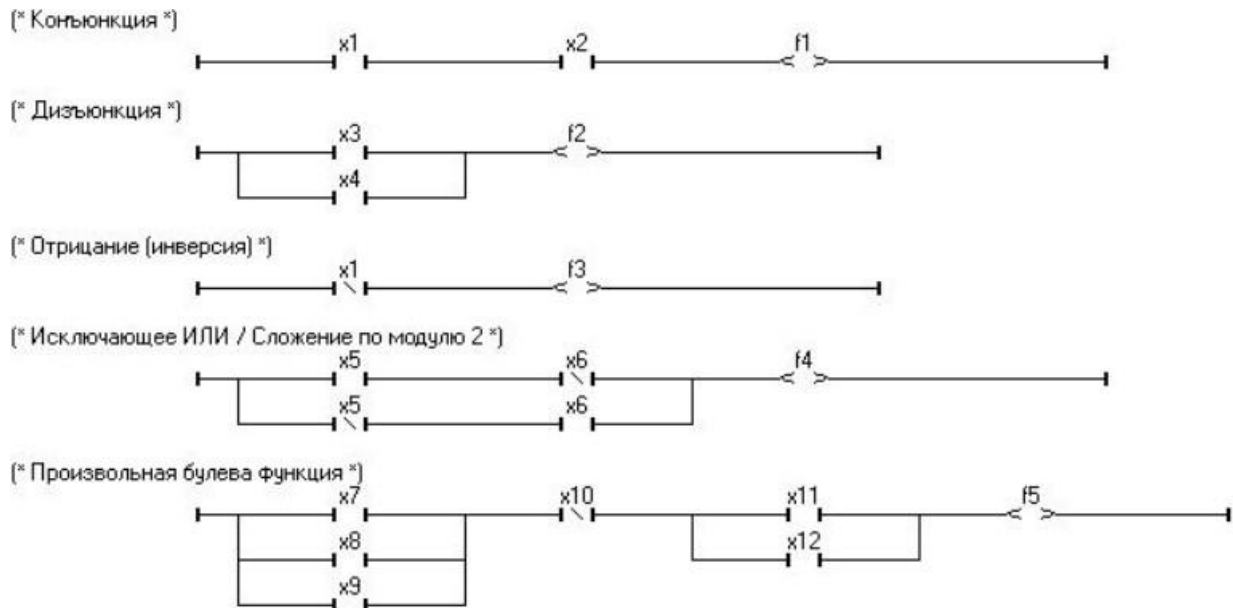 (* Конъюнкция *)
x1 x2 f1
(* Дизъюнкция *)
x3 f2
x4
(* Отрицание (инверсия) *)
x1 f3
(* Исключающее ИЛИ / Сложение по модулю 2 *)
x5 x6 f4
x5 x6
(* Произвольная булева функция *)
x7 x10 x11 f5
x8 x12
x9